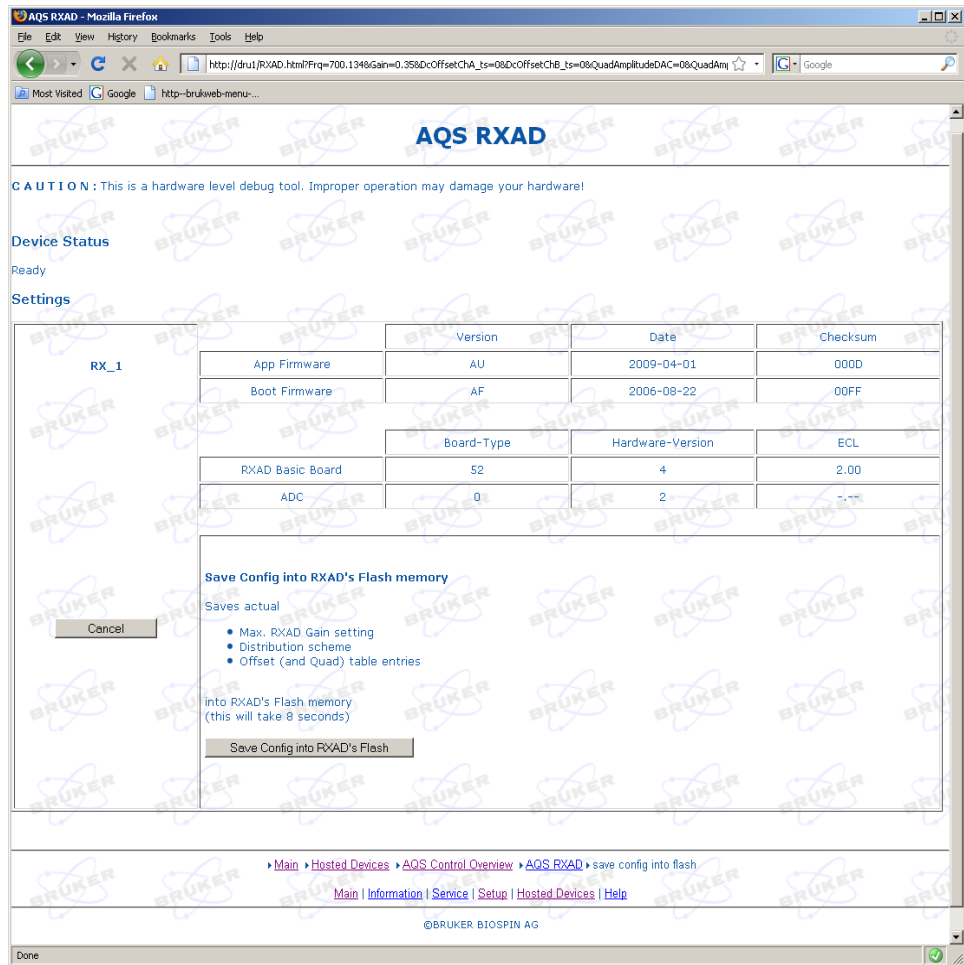 AQS RXAD - Mozilla Firefox
File Edit View History Bookmarks Tools Help
http://dru1/RXAD.html?Frq=700.134&Gain=0.35&DcOffsetChA_ts=0&DcOffsetChB_ts=0&QuadAmplitudeDAC=0&QuadAm Google
Most Visited Google http--brukweb-menu-...
AQS RXAD
CAUTION: This is a hardware level debug tool. Improper operation may damage your hardware!
Device Status
Ready
Settings
Version Date Checksum
RX_1 App Firmware AU 2009-04-01 000D
Boot Firmware AF 2006-08-22 00FF
Board-Type Hardware-Version ECL
RXAD Basic Board 52 4 2.00
ADC 0 2 -.--
Save Config into RXAD's Flash memory
Saves actual
Cancel
• Max. RXAD Gain setting
• Distribution scheme
• Offset (and Quad) table entries
into RXAD's Flash memory
(this will take 8 seconds)
Save Config into RXAD's Flash
Main Hosted Devices AQS Control Overview AQS RXAD save config into flash
Main | Information | Service | Setup | Hosted Devices | Help
©BRUKER BIOSPIN AG
Done